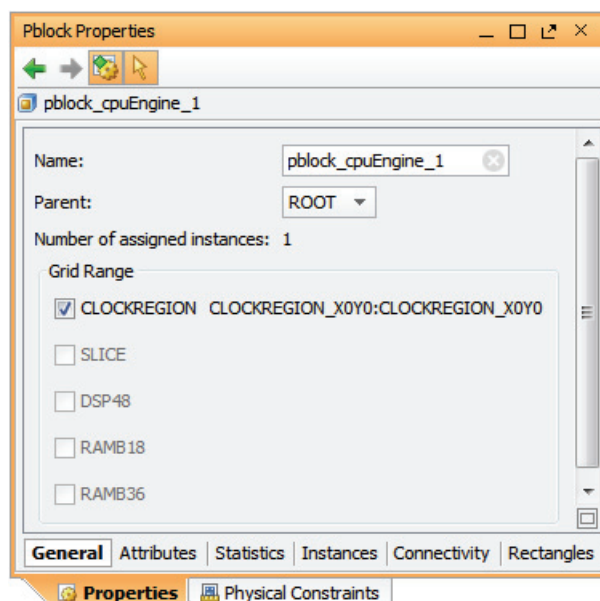 Pblock Properties
pblock_cpuEngine_1
Name: pblock_cpuEngine_1
Parent: ROOT
Number of assigned instances: 1
Grid Range
CLOCKREGION CLOCKREGION_X0Y0:CLOCKREGION_X0Y0
SLICE
DSP48
RAMB18
RAMB36
General Attributes Statistics Instances Connectivity Rectangles
Properties Physical Constraints